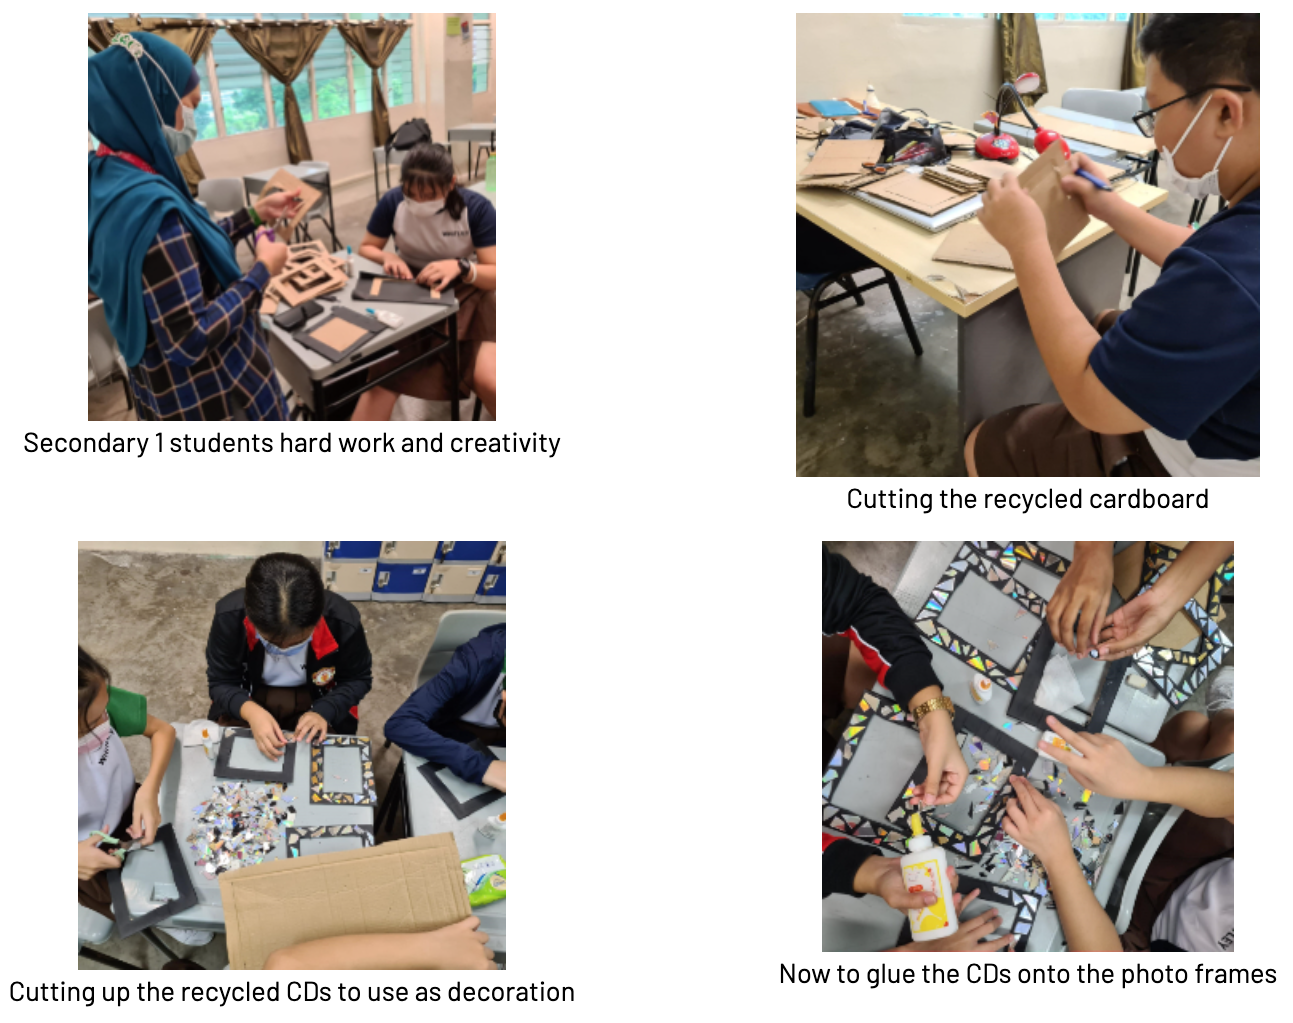 Secondary 1 students hard work and creativity
Cutting the recycled cardboard
Cutting up the recycled CDs to use as decoration
Now to glue the CDs onto the photo frames